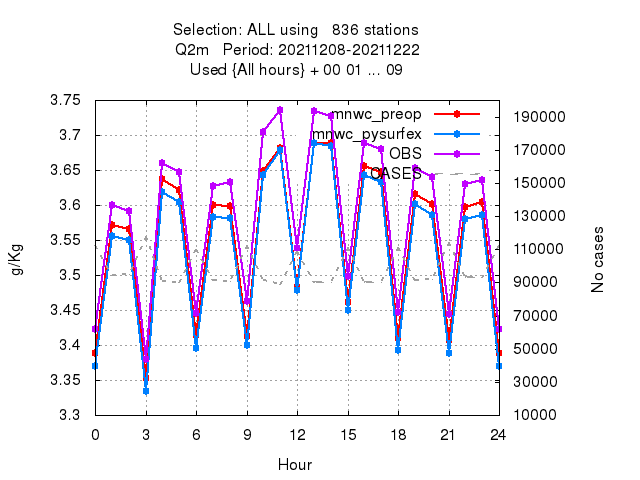 Selection: ALL using   836 stations
Q2m   Period: 20211208-20211222
Used {All hours} + 00 01 ... 09
3.75
3.7
3.65
3.6
3.55
3.5
3.45
3.4
3.35
3.3
g/Kg
mnwc_preop
mnwc_pysurfex
OBS
CASES
190000
170000
150000
130000
110000
90000
70000
50000
30000
10000
No cases
0 3 6 9 12 15 18 21 24
Hour